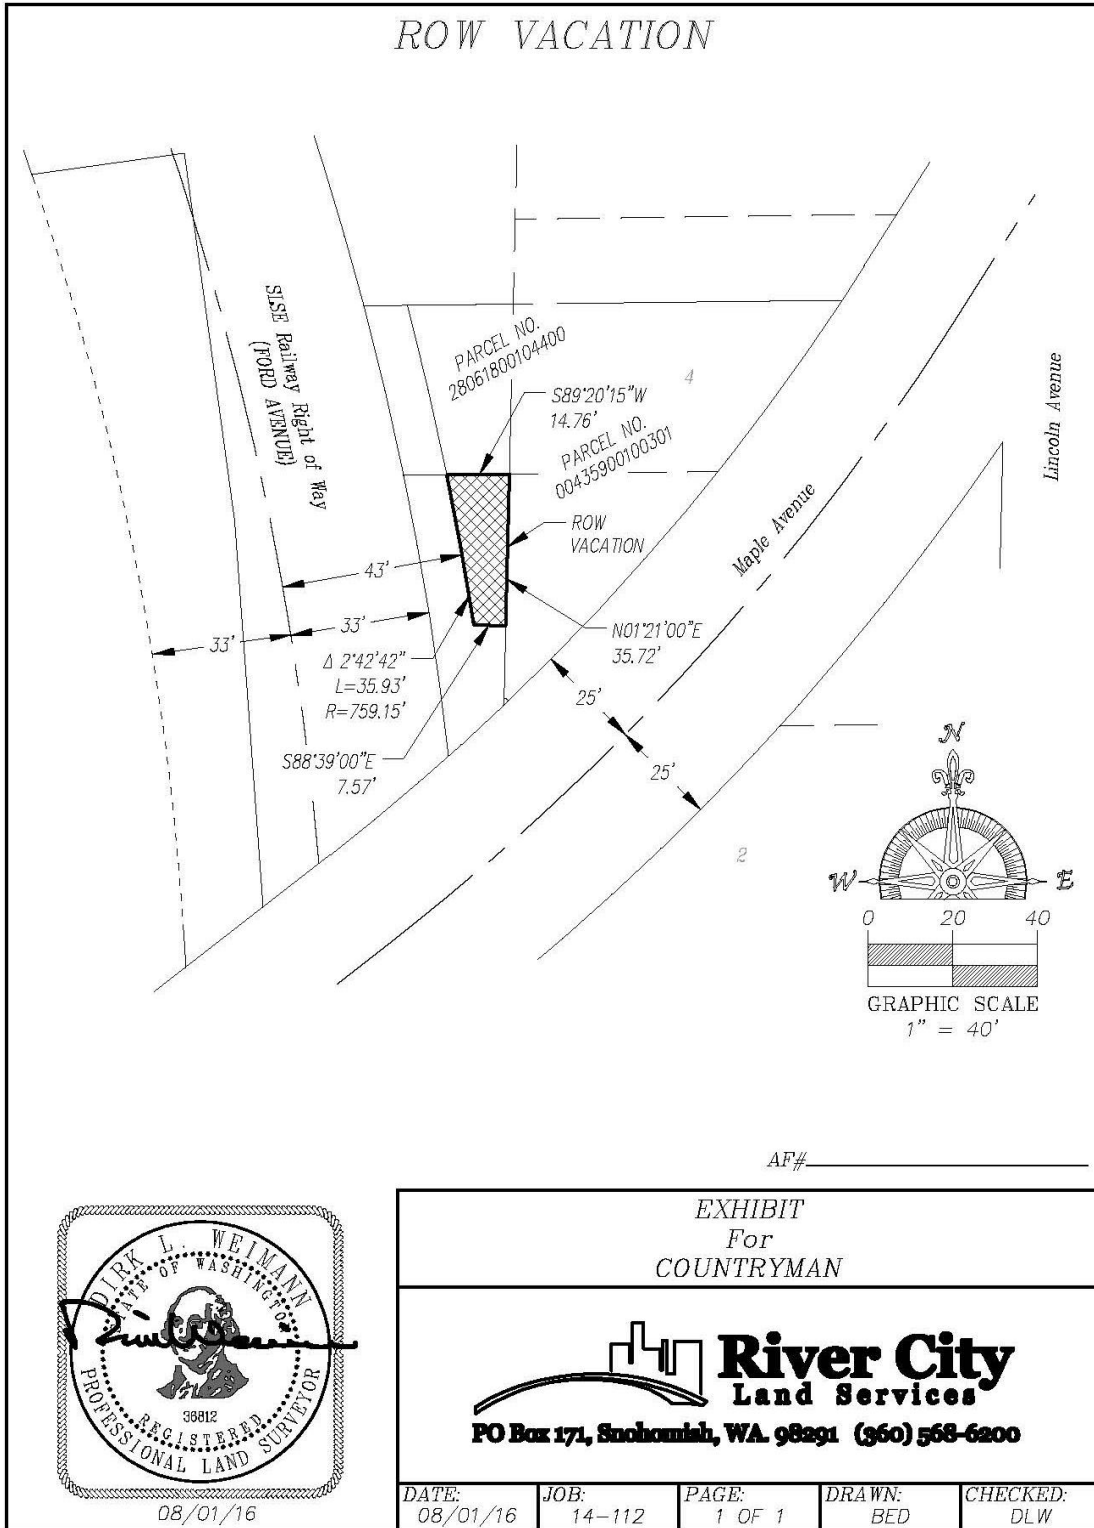 ROW VACATION
SLSE Railway Right of Way
(FORD AVENUE)
PARCEL NO.
28061800104400
4
S89°20'15"W
14.76'
PARCEL NO.
00435900100301
Lincoln Avenue
Maple Avenue
ROW
VACATION
43'
33'
33'
N01°21'00"E
35.72'
Δ 2°42'42"
L=35.93'
R=759.15'
25'
S88°39'00"E
7.57'
25'
2
N
W
E
0 20 40
GRAPHIC SCALE
1" = 40'
AF#
DIRK L. WEIMANN
STATE OF WASHINGTON
36812
REGISTERED
PROFESSIONAL LAND SURVEYOR
08/01/16
EXHIBIT
For
COUNTRYMAN
River City
Land Services
PO Box 171, Snohomish, WA. 98291 (360) 568-6200
DATE: JOB: PAGE: DRAWN: CHECKED:
08/01/16 14-112 1 OF 1 BED DLW